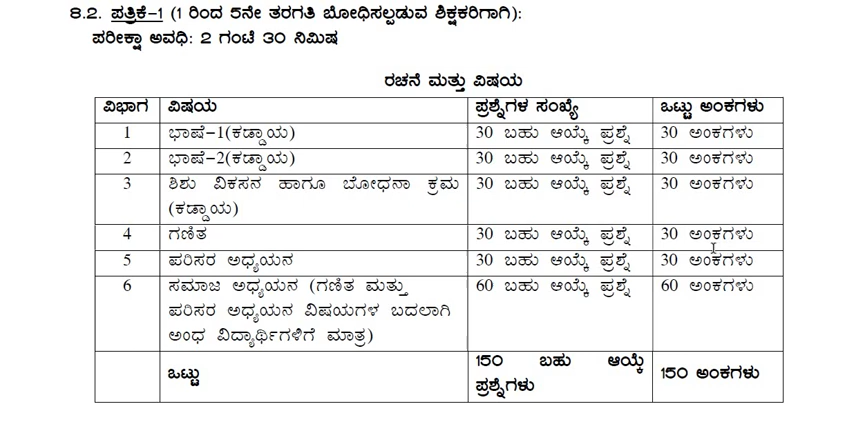 8.2. ಪತ್ರಿಕೆ-1 (1 ರಿಂದ 5ನೇ ತರಗತಿ ಬೋಧಿಸಲ್ಪಡುವ ಶಿಕ್ಷಕರಿಗಾಗಿ):
ಪರೀಕ್ಷಾ ಅವಧಿ: 2 ಗಂಟೆ 30 ನಿಮಿಷ
ರಚನೆ ಮತ್ತು ವಿಷಯ
ವಿಭಾಗ ವಿಷಯ ಪ್ರಶ್ನೆಗಳ ಸಂಖ್ಯೆ ಒಟ್ಟು ಅಂಕಗಳು
1 ಭಾಷೆ-1(ಕಡ್ಡಾಯ) 30 ಬಹು ಆಯ್ಕೆ ಪ್ರಶ್ನೆ 30 ಅಂಕಗಳು
2 ಭಾಷೆ-2(ಕಡ್ಡಾಯ) 30 ಬಹು ಆಯ್ಕೆ ಪ್ರಶ್ನೆ 30 ಅಂಕಗಳು
3 ಶಿಶು ವಿಕಸನ ಹಾಗೂ ಬೋಧನಾ ಕ್ರಮ 30 ಬಹು ಆಯ್ಕೆ ಪ್ರಶ್ನೆ 30 ಅಂಕಗಳು
(ಕಡ್ಡಾಯ)
4 ಗಣಿತ 30 ಬಹು ಆಯ್ಕೆ ಪ್ರಶ್ನೆ 30 ಅಂಕಗಳು
5 ಪರಿಸರ ಅಧ್ಯಯನ 30 ಬಹು ಆಯ್ಕೆ ಪ್ರಶ್ನೆ 30 ಅಂಕಗಳು
6 ಸಮಾಜ ಅಧ್ಯಯನ (ಗಣಿತ ಮತ್ತು 60 ಬಹು ಆಯ್ಕೆ ಪ್ರಶ್ನೆ 60 ಅಂಕಗಳು
ಪರಿಸರ ಅಧ್ಯಯನ ವಿಷಯಗಳ ಬದಲಾಗಿ
ಅಂಧ ವಿದ್ಯಾರ್ಥಿಗಳಿಗೆ ಮಾತ್ರ)
ಒಟ್ಟು 150 ಬಹು ಆಯ್ಕೆ 150 ಅಂಕಗಳು
ಪ್ರಶ್ನೆಗಳು